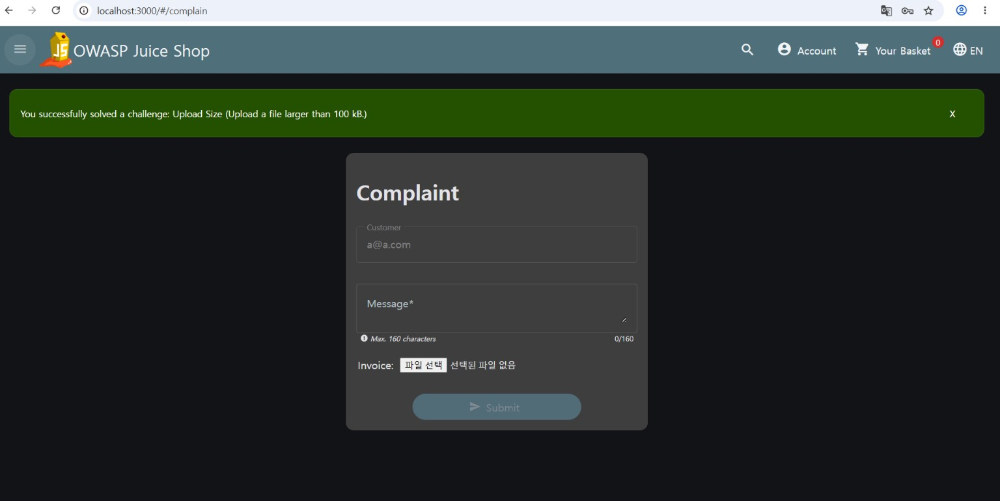 localhost:3000/#/complain
JS OWASP Juice Shop
Account
Your Basket 0
EN
You successfully solved a challenge: Upload Size (Upload a file larger than 100 kB.) X
Complaint
Customer
a@a.com
Message*
Max. 160 characters 0/160
Invoice: 파일 선택 선택된 파일 없음
Submit